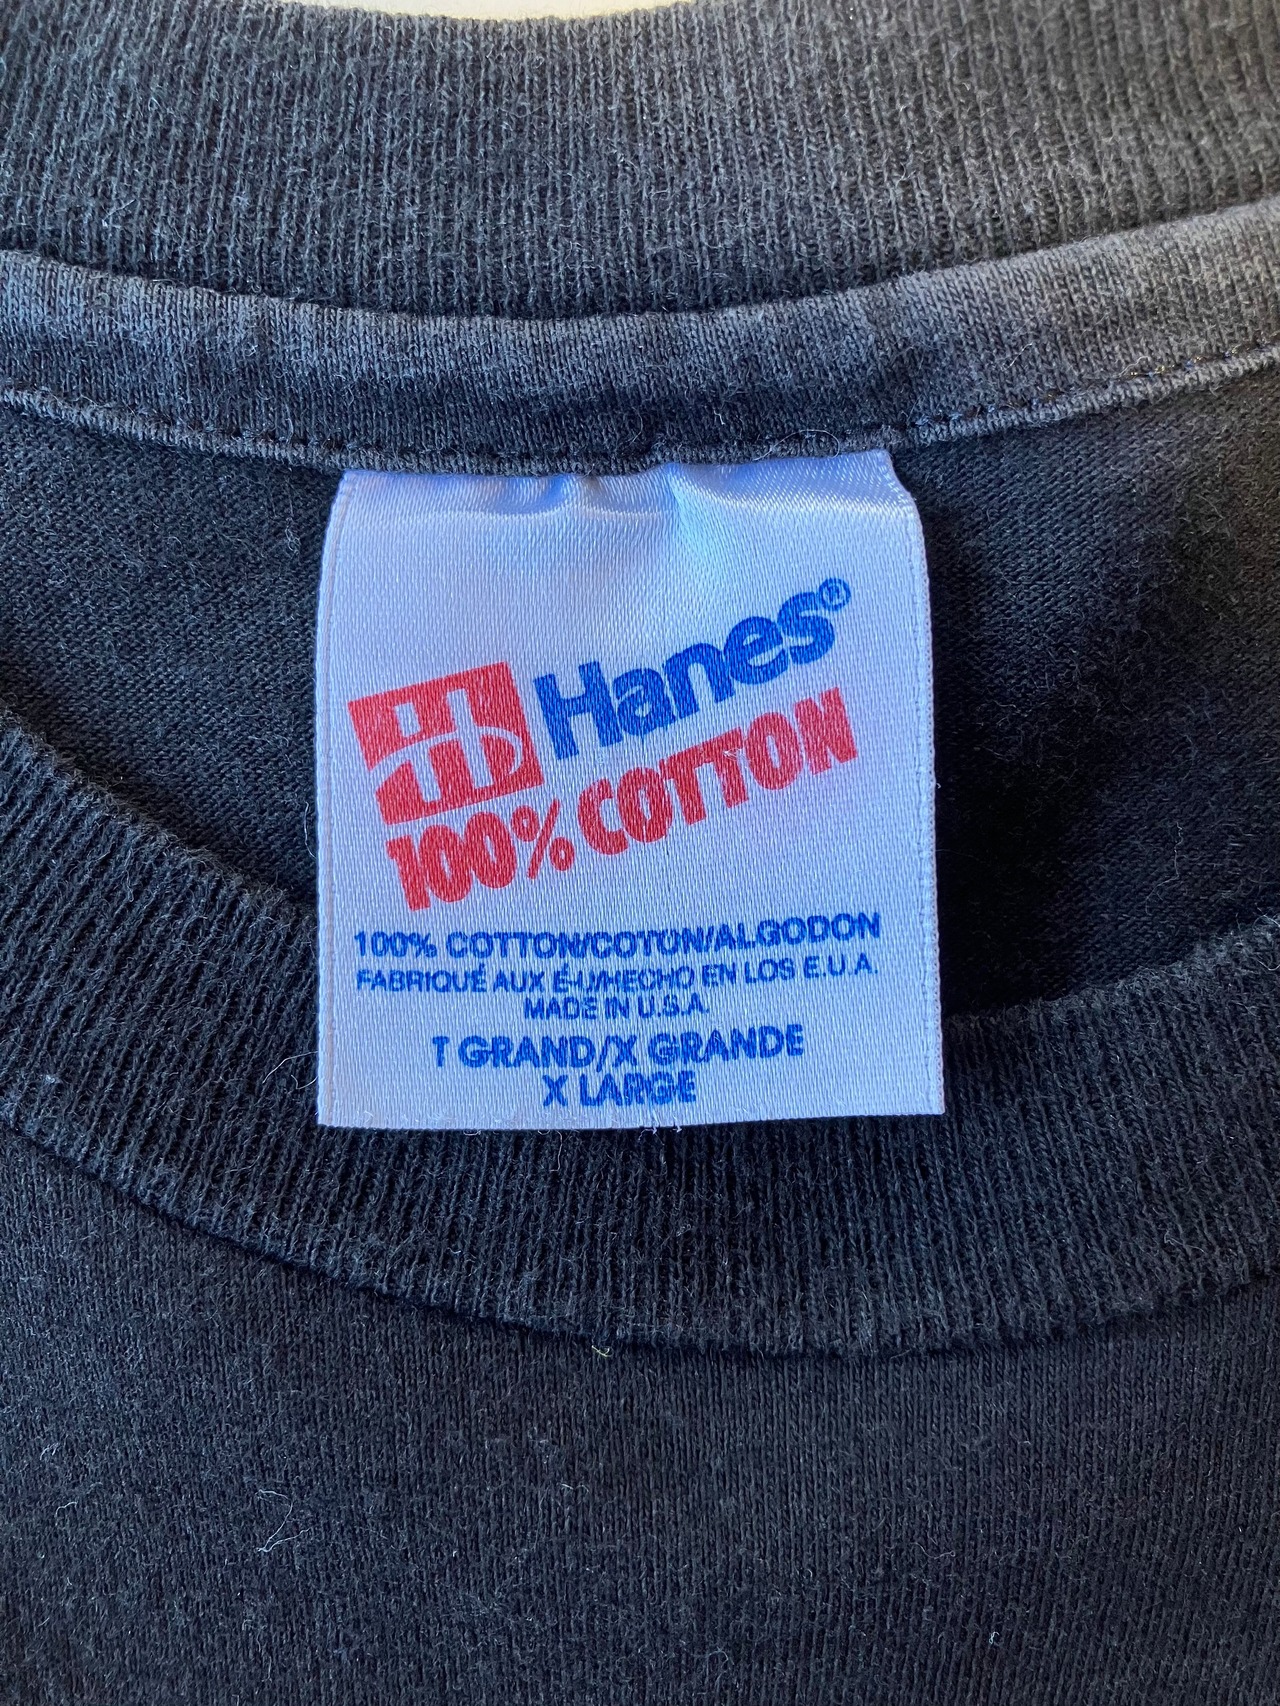 Hanes®
100% COTTON
100% COTTON/COTON/ALGODON
FABRIQUÉ AUX É-U/HECHO EN LOS E.U.A.
MADE IN U.S.A.
T GRAND/X GRANDE
X LARGE